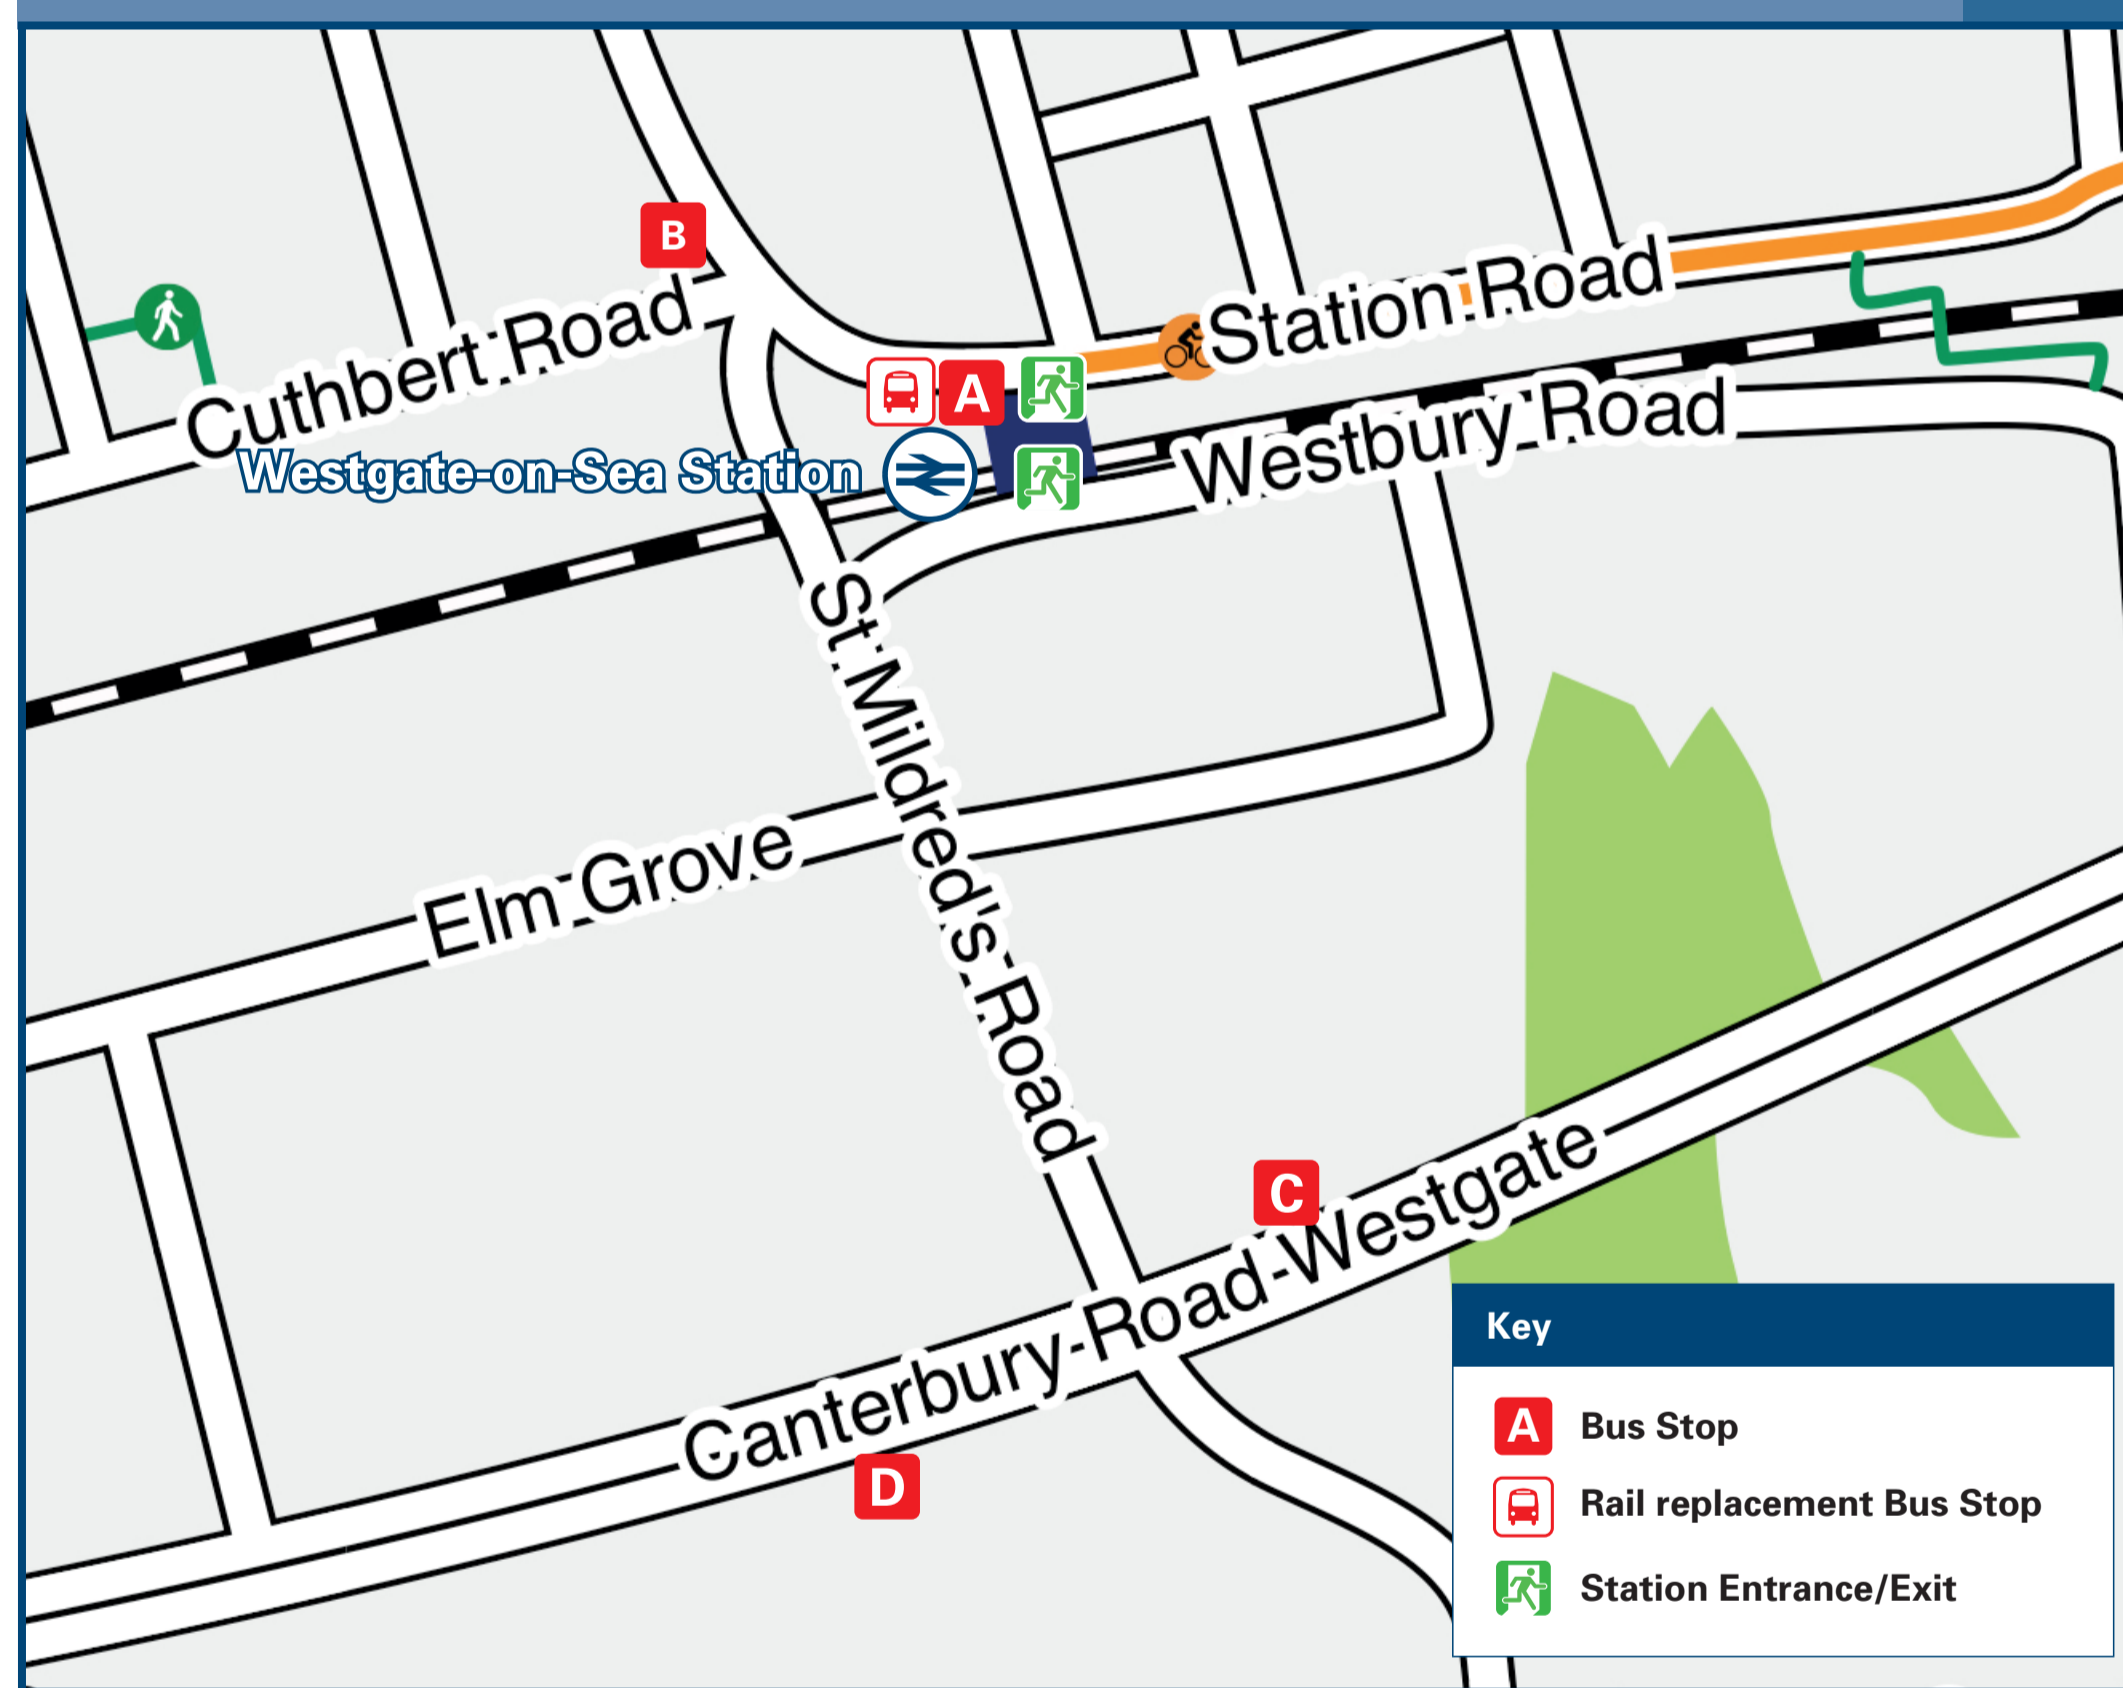 B
Station Road
Cuthbert Road
A
Westbury Road
Westgate-on-Sea Station
St Mildred's Road
Elm Grove
C
Canterbury Road Westgate
D
Key
A Bus Stop
Rail replacement Bus Stop
Station Entrance/Exit